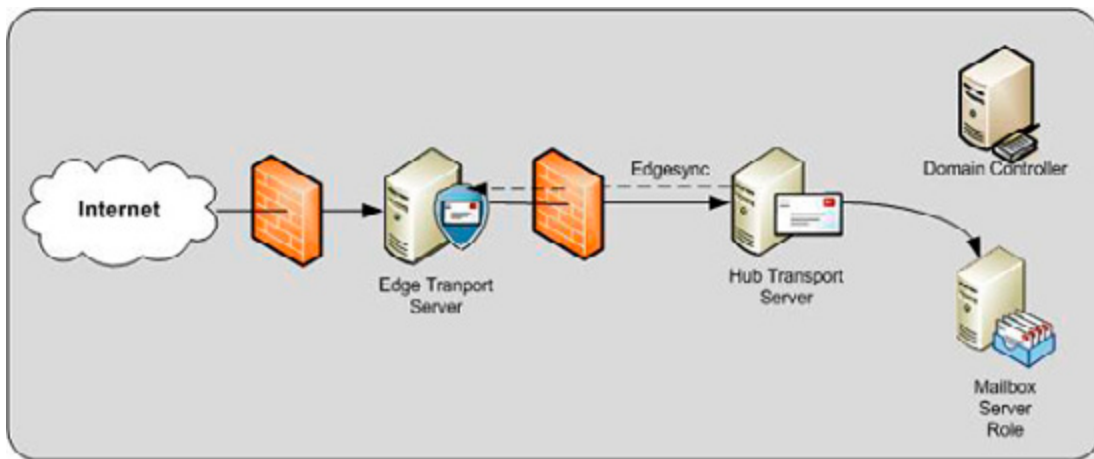 Internet
Edge Tranport
Server
Edgesync
Hub Transport
Server
Domain Controller
Mailbox
Server
Role